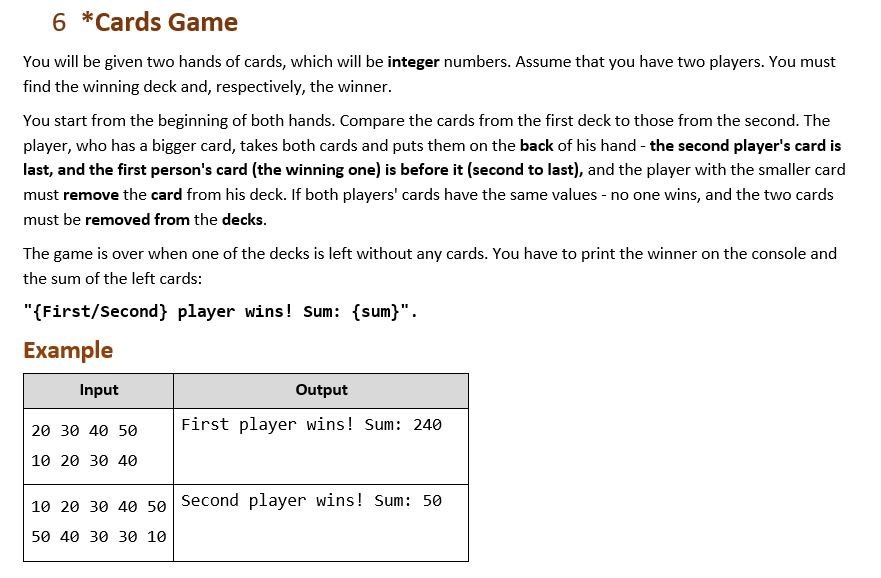 6 *Cards Game
You will be given two hands of cards, which will be integer numbers. Assume that you have two players. You must
find the winning deck and, respectively, the winner.
You start from the beginning of both hands. Compare the cards from the first deck to those from the second. The
player, who has a bigger card, takes both cards and puts them on the back of his hand - the second player's card is
last, and the first person's card (the winning one) is before it (second to last), and the player with the smaller card
must remove the card from his deck. If both players' cards have the same values - no one wins, and the two cards
must be removed from the decks.
The game is over when one of the decks is left without any cards. You have to print the winner on the console and
the sum of the left cards:
"{First/Second} player wins! Sum: {sum}".
Example
Input Output
20 30 40 50 First player wins! Sum: 240
10 20 30 40
10 20 30 40 50 Second player wins! Sum: 50
50 40 30 30 10